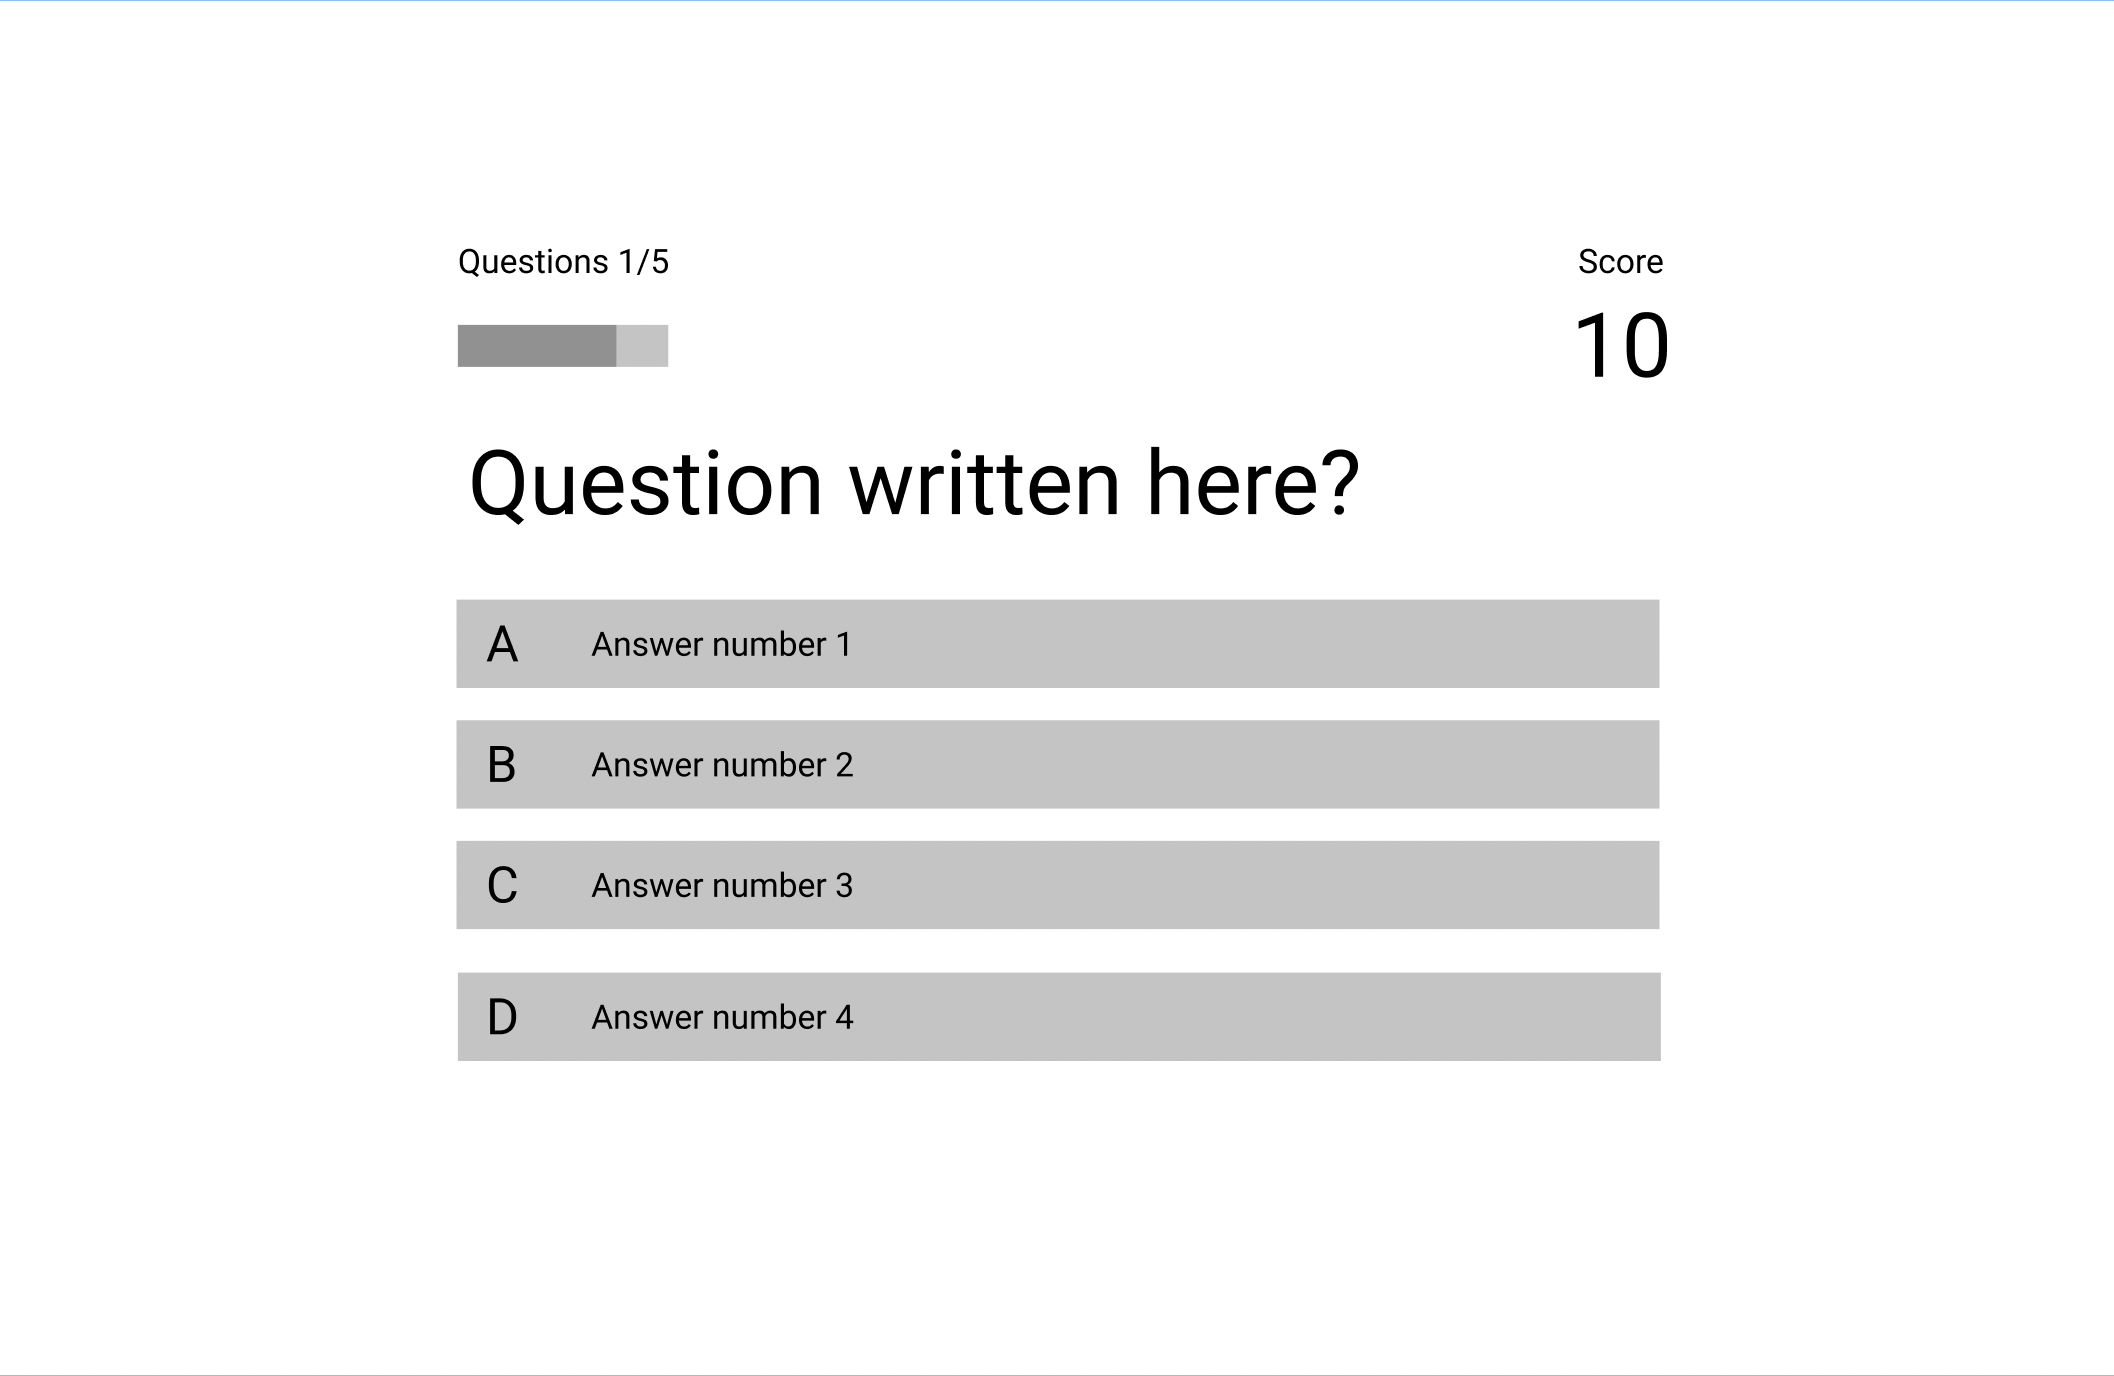 Questions 1/5
Score
10
Question written here?
A Answer number 1
B Answer number 2
C Answer number 3
D Answer number 4